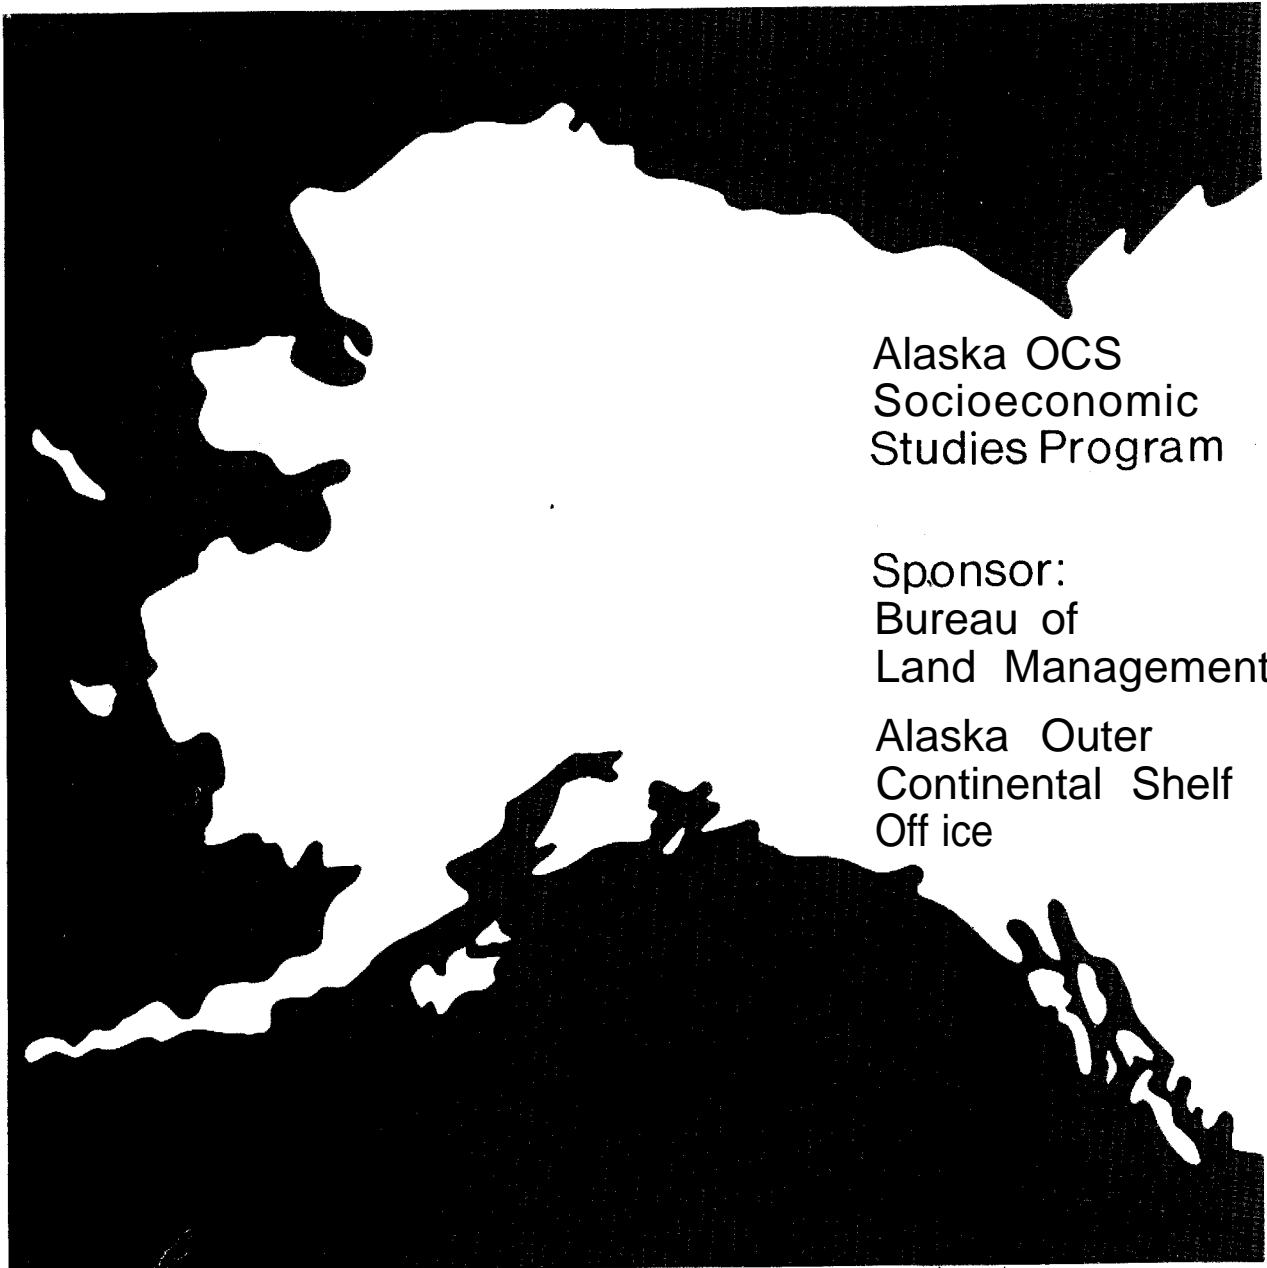 Alaska OCS
Socioeconomic
Studies Program
Sponsor:
Bureau of
Land Management
Alaska Outer
Continental Shelf
Off ice